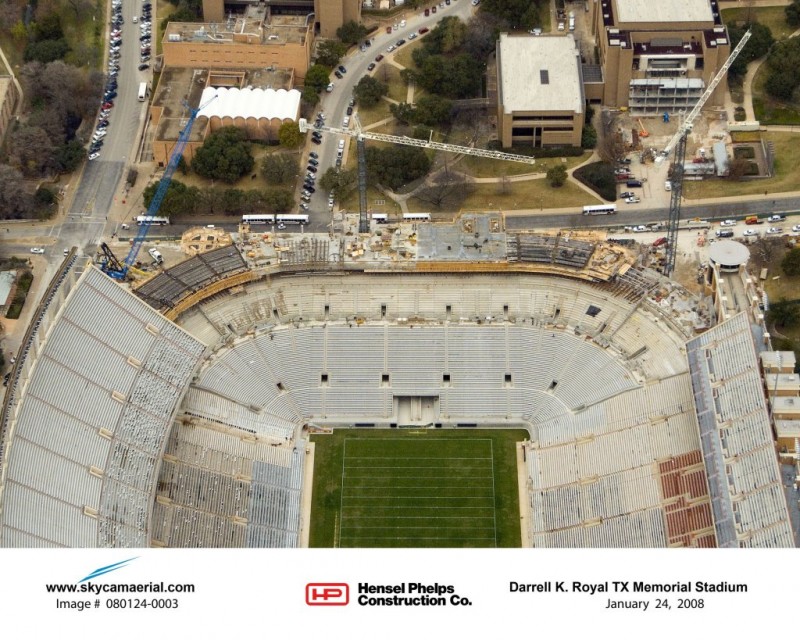 www.skycamaerial.com
Image # 080124-0003
HP
Hensel Phelps
Construction Co.
Darrell K. Royal TX Memorial Stadium
January 24, 2008